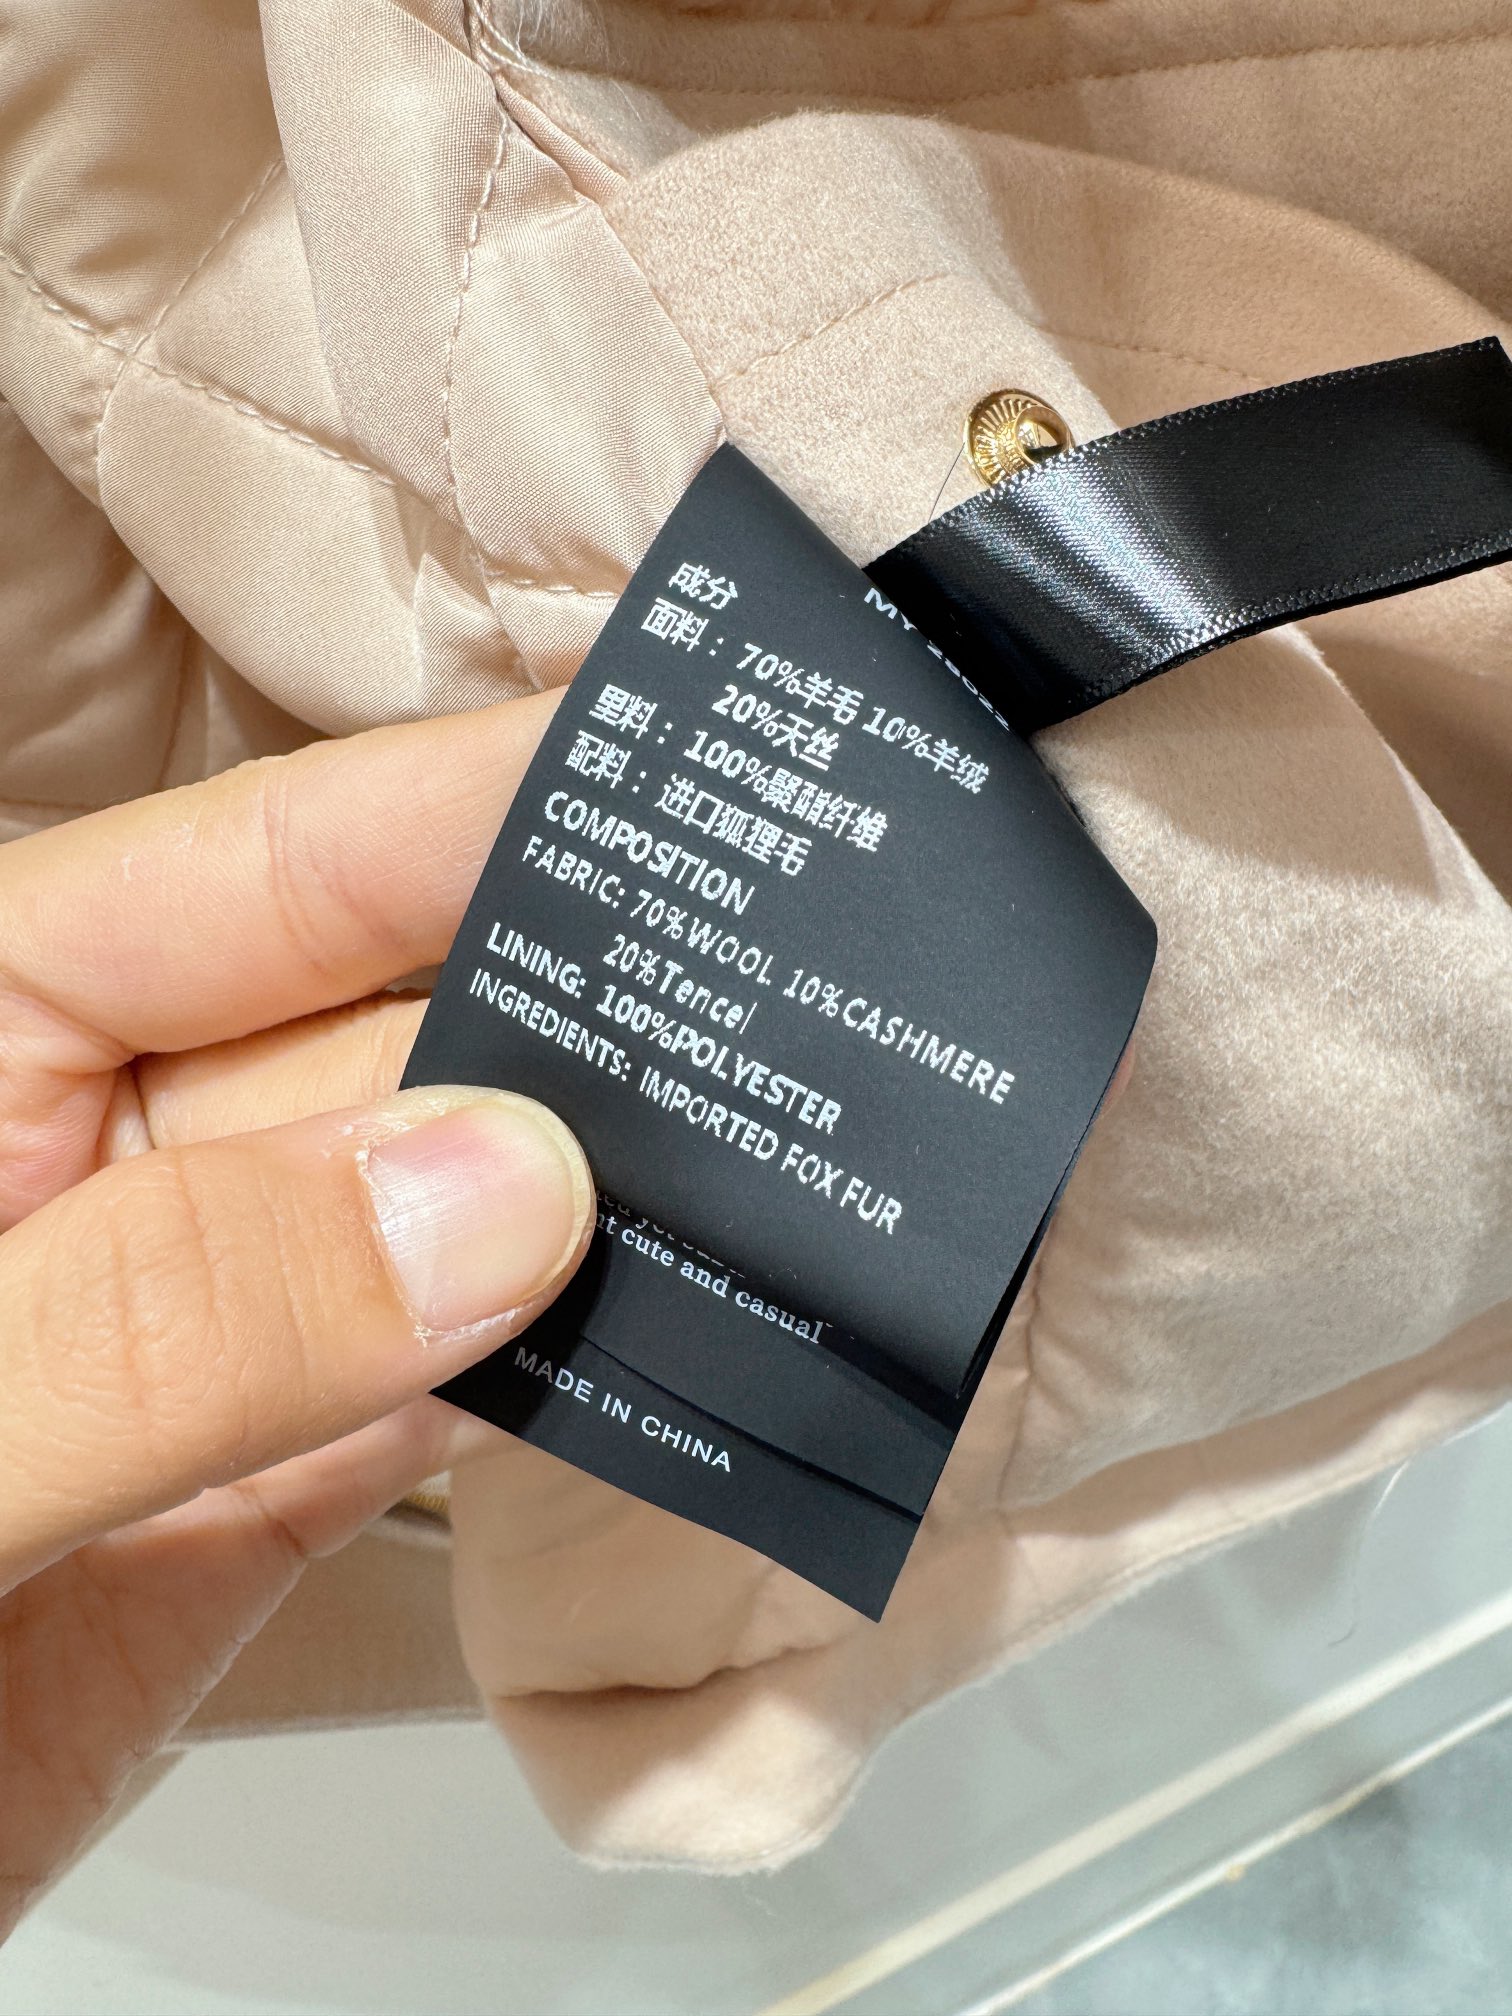 成分
面料：70%羊毛 10%羊绒
20%天丝
里料：100%聚酯纤维
配料：进口狐狸毛
COMPOSITION
FABRIC: 70%WOOL 10%CASHMERE
20%Tencel
LINING: 100%POLYESTER
INGREDIENTS: IMPORTED FOX FUR
cute and casual
MADE IN CHINA
MY